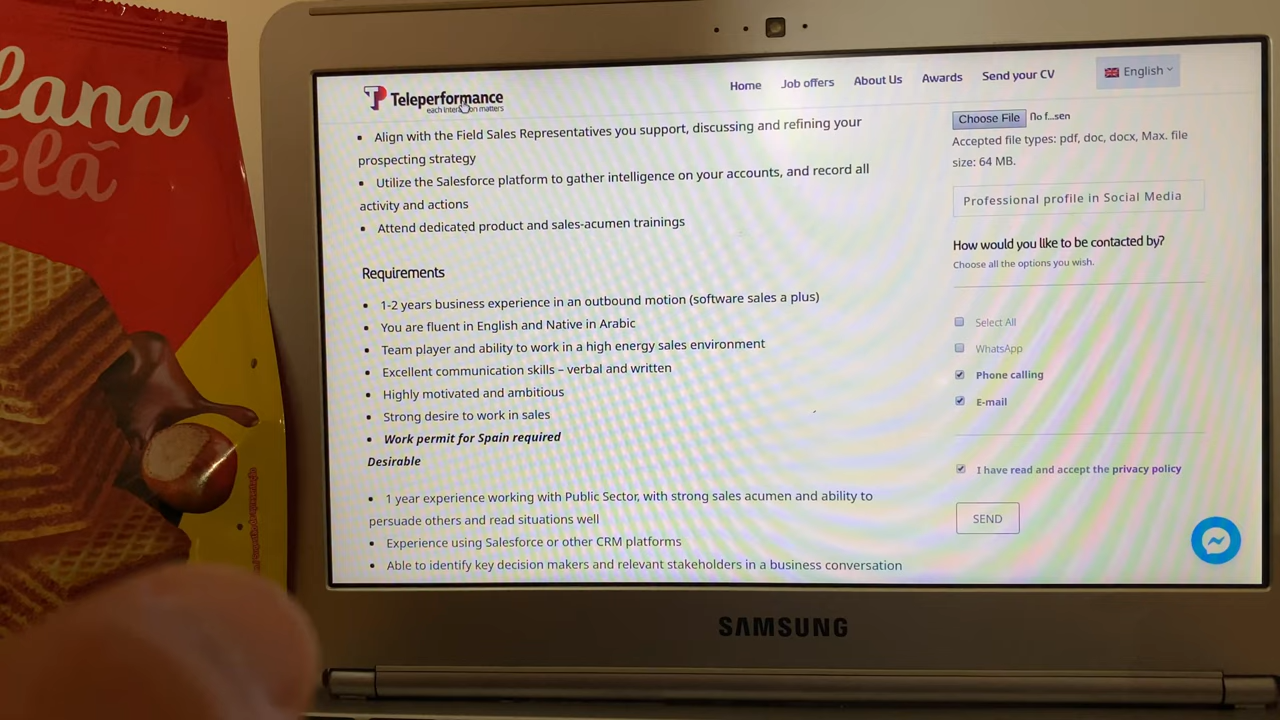 lana
elã
Teleperformance
each interaction matters
Home
Job offers
About Us
Awards
Send your CV
English
▪ Align with the Field Sales Representatives you support, discussing and refining your
prospecting strategy
▪ Utilize the Salesforce platform to gather intelligence on your accounts, and record all
activity and actions
▪ Attend dedicated product and sales-acumen trainings
Requirements
• 1-2 years business experience in an outbound motion (software sales a plus)
• You are fluent in English and Native in Arabic
• Team player and ability to work in a high energy sales environment
• Excellent communication skills – verbal and written
• Highly motivated and ambitious
• Strong desire to work in sales
• Work permit for Spain required
Desirable
• 1 year experience working with Public Sector, with strong sales acumen and ability to
persuade others and read situations well
• Experience using Salesforce or other CRM platforms
• Able to identify key decision makers and relevant stakeholders in a business conversation
Choose File No f...sen
Accepted file types: pdf, doc, docx, Max. file
size: 64 MB.
Professional profile in Social Media
How would you like to be contacted by?
Choose all the options you wish.
Select All
WhatsApp
Phone calling
E-mail
I have read and accept the privacy policy
SEND
SAMSUNG